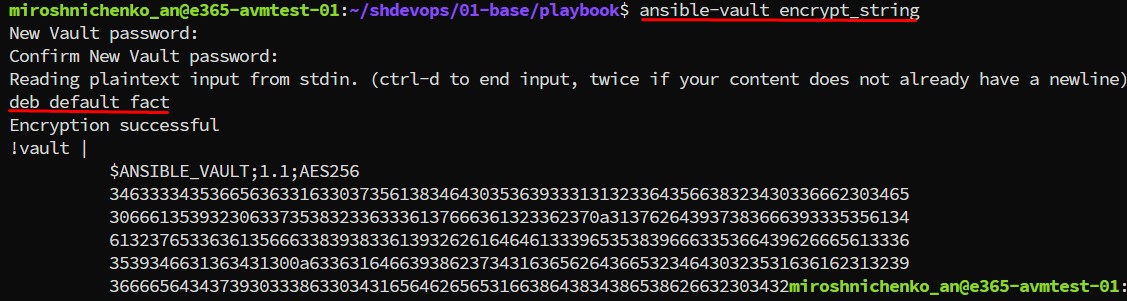 miroshnichenko_an@e365-avmtest-01:~/shdevops/01-base/playbook$ ansible-vault encrypt_string
New Vault password:
Confirm New Vault password:
Reading plaintext input from stdin. (ctrl-d to end input, twice if your content does not already have a newline)
deb default fact
Encryption successful
!vault |
$ANSIBLE_VAULT;1.1;AES256
34633334353665636331633037356138346430353639333131323364356638323430336662303465
3066613539323063373538323363336137666361323362370a313762643937383666393335356134
61323765336361356663383938336139326261646461333965353839666335366439626665613336
3539346631363431300a633631646639386237343163656264366532346430323531636162313239
36666564343739303338633034316564626565316638643834386538626632303432miroshnichenko_an@e365-avmtest-01: